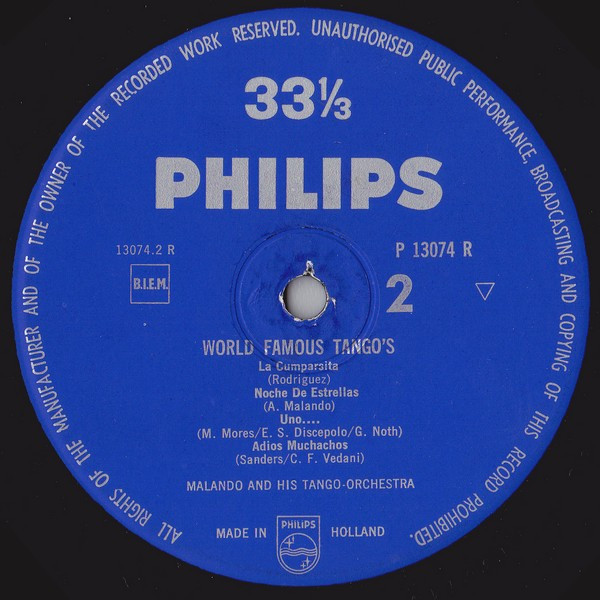 ALL RIGHTS OF THE MANUFACTURER AND OF THE OWNER OF THE RECORDED WORK RESERVED. UNAUTHORISED PUBLIC PERFORMANCE, BROADCASTING AND COPYING OF THIS RECORD PROHIBITED.
33⅓
PHILIPS
13074.2 R
P 13074 R
B.I.E.M.
2
WORLD FAMOUS TANGO'S
La Cumparsita
(Rodriguez)
Noche De Estrellas
(A. Malando)
Uno....
(M. Mores/E. S. Discepolo/G. Noth)
Adios Muchachos
(Sanders/C. F. Vedani)
MALANDO AND HIS TANGO-ORCHESTRA
MADE IN
PHILIPS
HOLLAND